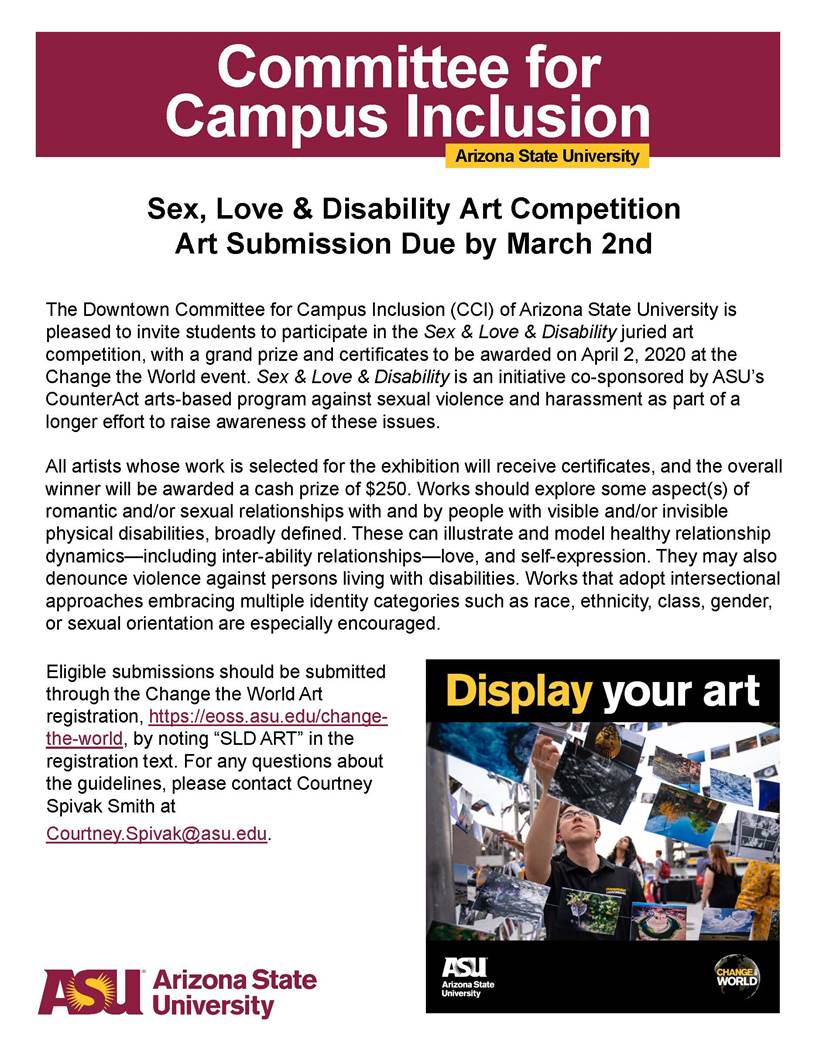 Committee for
Campus Inclusion
Arizona State University
Sex, Love & Disability Art Competition
Art Submission Due by March 2nd
The Downtown Committee for Campus Inclusion (CCI) of Arizona State University is
pleased to invite students to participate in the Sex & Love & Disability juried art
competition, with a grand prize and certificates to be awarded on April 2, 2020 at the
Change the World event. Sex & Love & Disability is an initiative co-sponsored by ASU’s
CounterAct arts-based program against sexual violence and harassment as part of a
longer effort to raise awareness of these issues.
All artists whose work is selected for the exhibition will receive certificates, and the overall
winner will be awarded a cash prize of $250. Works should explore some aspect(s) of
romantic and/or sexual relationships with and by people with visible and/or invisible
physical disabilities, broadly defined. These can illustrate and model healthy relationship
dynamics—including inter-ability relationships—love, and self-expression. They may also
denounce violence against persons living with disabilities. Works that adopt intersectional
approaches embracing multiple identity categories such as race, ethnicity, class, gender,
or sexual orientation are especially encouraged.
Eligible submissions should be submitted
through the Change the World Art
registration, https://eoss.asu.edu/change-
the-world, by noting “SLD ART” in the
registration text. For any questions about
the guidelines, please contact Courtney
Spivak Smith at
Courtney.Spivak@asu.edu.
Display your art
ASU
Arizona State
University
CHANGE THE
WORLD
ASU®
Arizona State
University